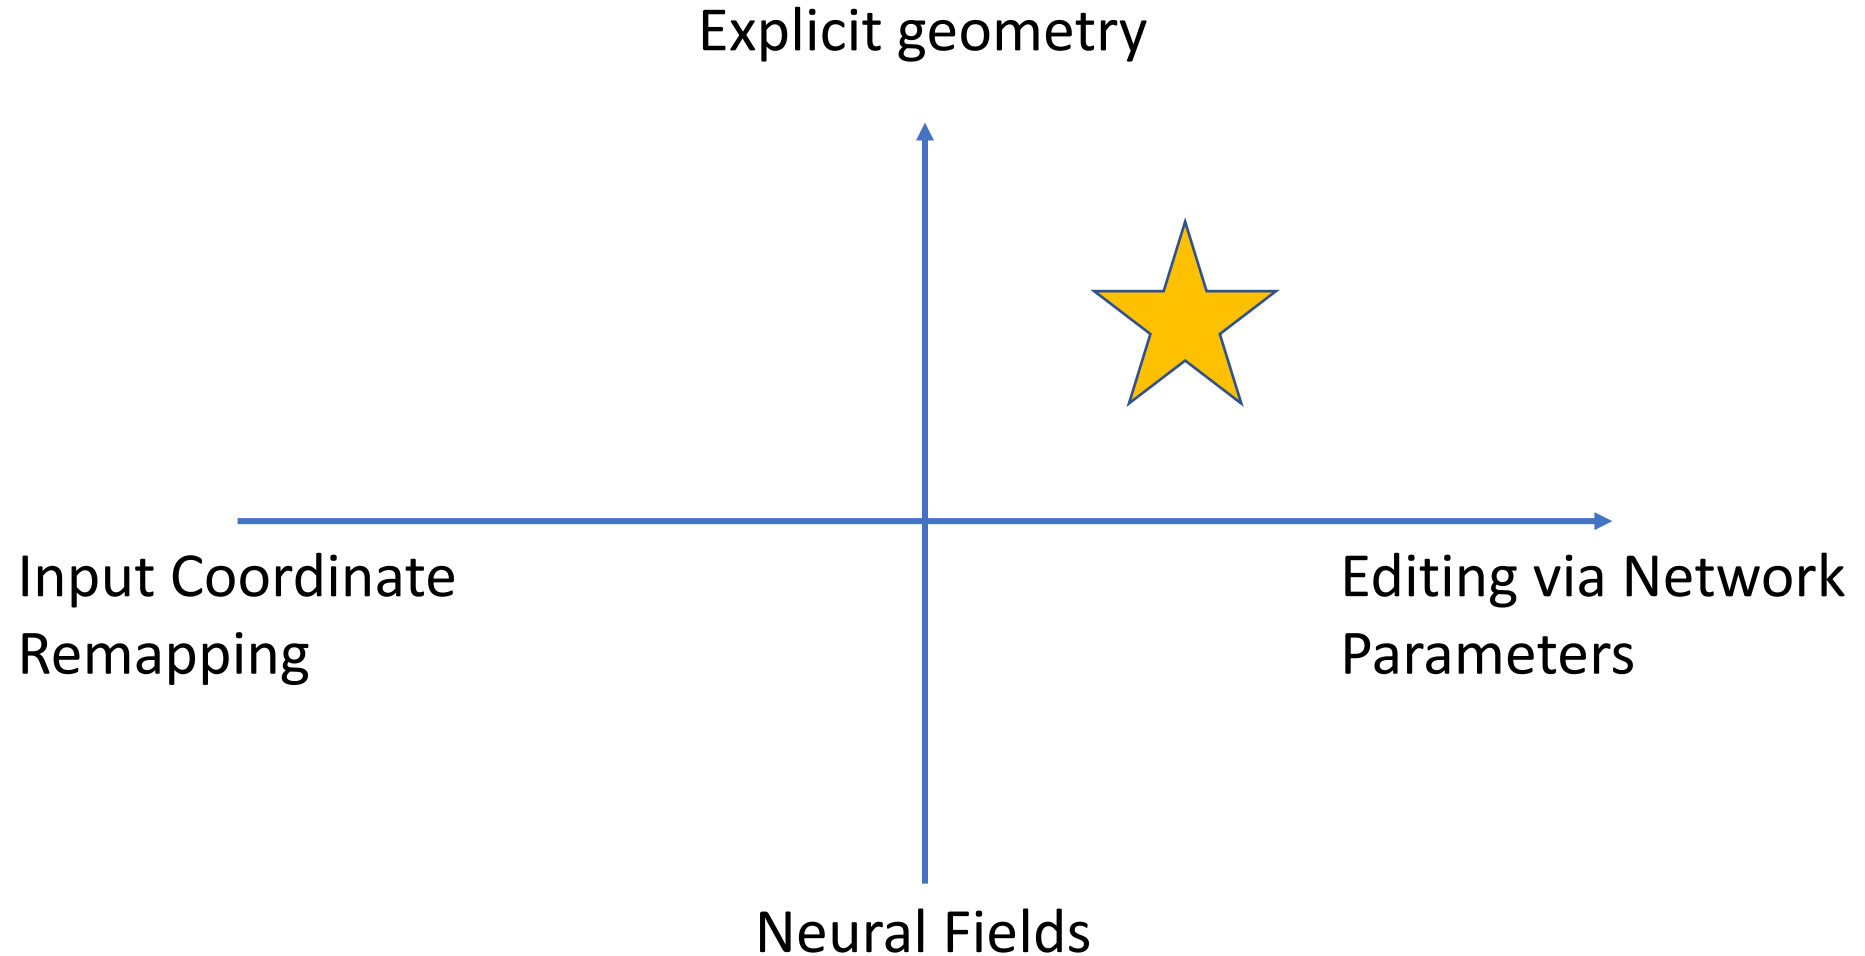 Explicit geometry
Input Coordinate
Remapping
Editing via Network
Parameters
Neural Fields